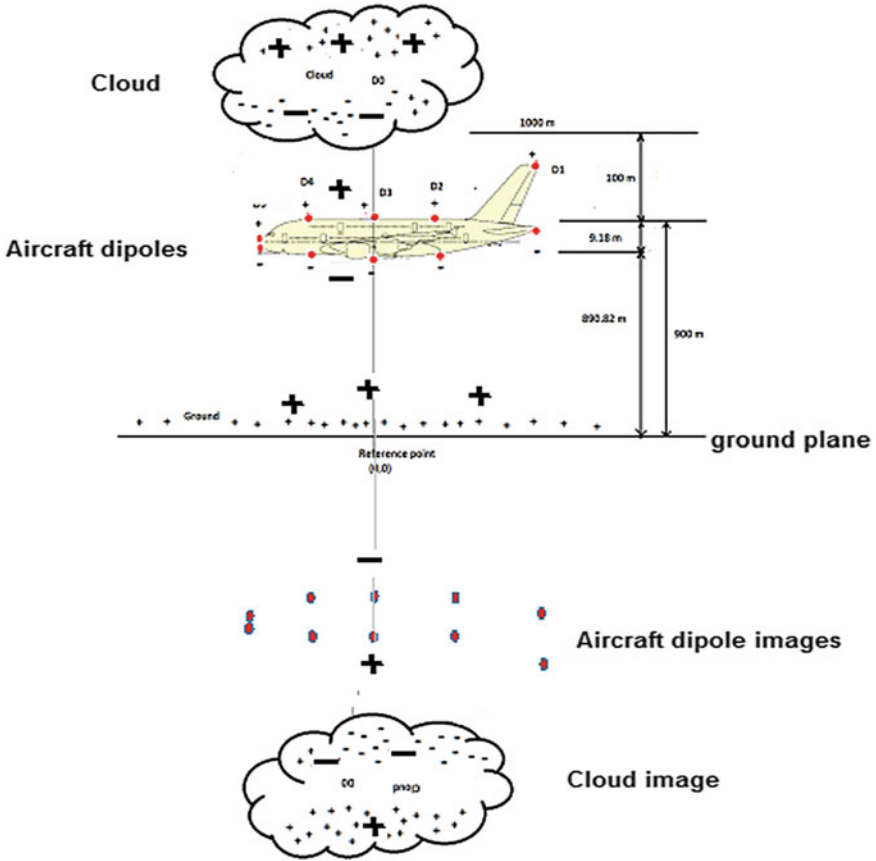 Cloud
Cloud D0
1000 m
D1
100 m
D4
D3
D2
Aircraft dipoles
9.18 m
890.82 m
900 m
Ground
ground plane
Reference point
(0,0)
Aircraft dipole images
D0 Cloud
Cloud image